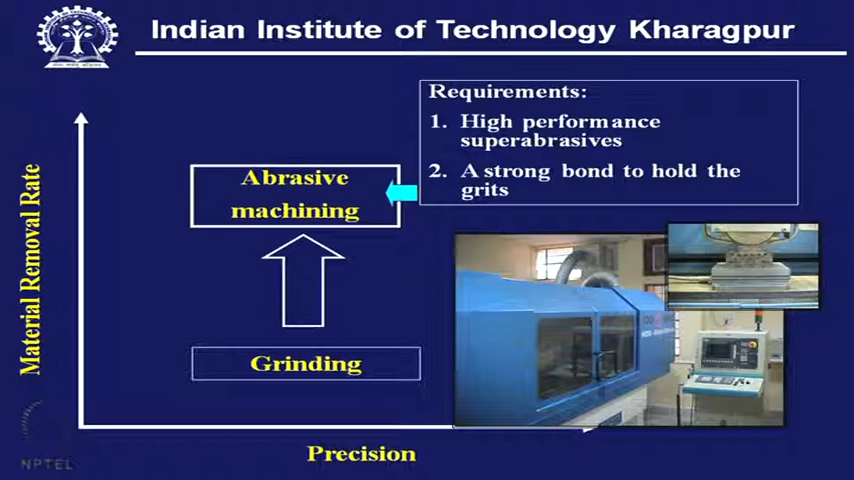 Indian Institute of Technology Kharagpur
Requirements:
1. High performance
superabrasives
2. A strong bond to hold the
grits
Abrasive
machining
Material Removal Rate
Grinding
Precision
NPTEL